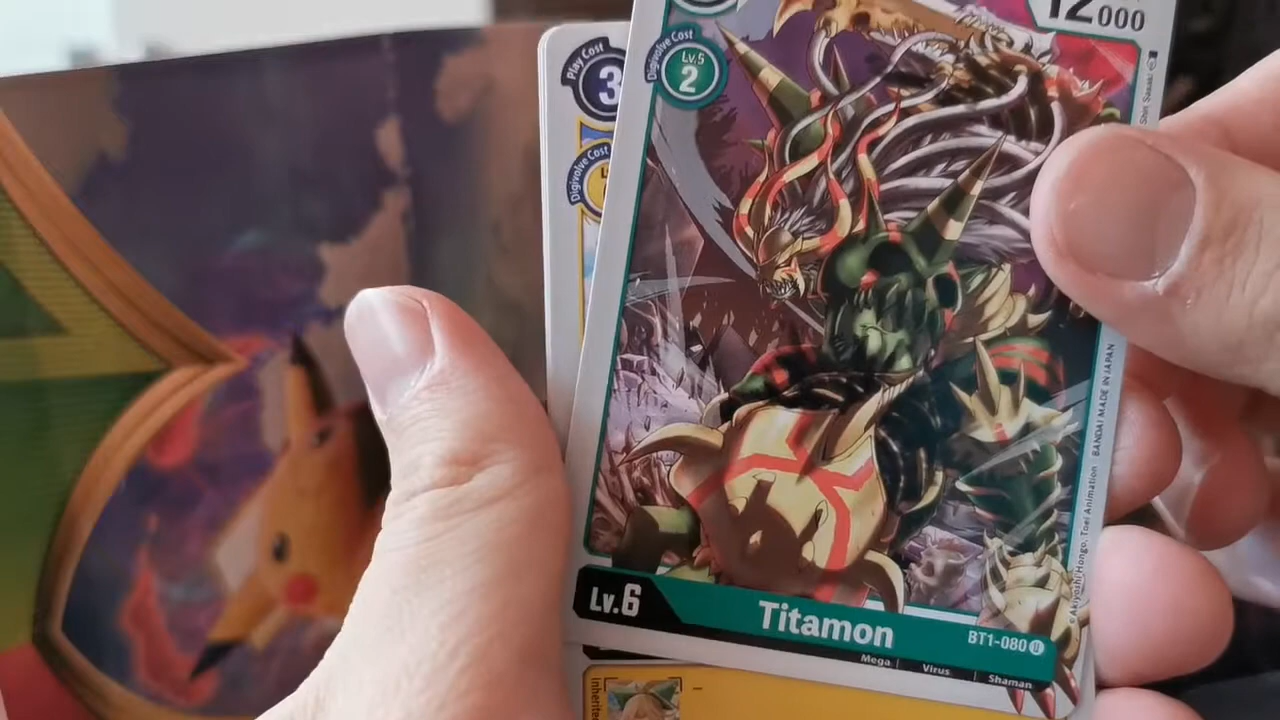 12000
Play Cost
3
Digivolve Cost
Lv.5
2
Digivolve Cost
BANDAI MADE IN JAPAN
©Akiyoshi Hongo, Toei Animation
Lv.6
Titamon
BT1-080 U
Mega
Virus
Shaman
Inherited